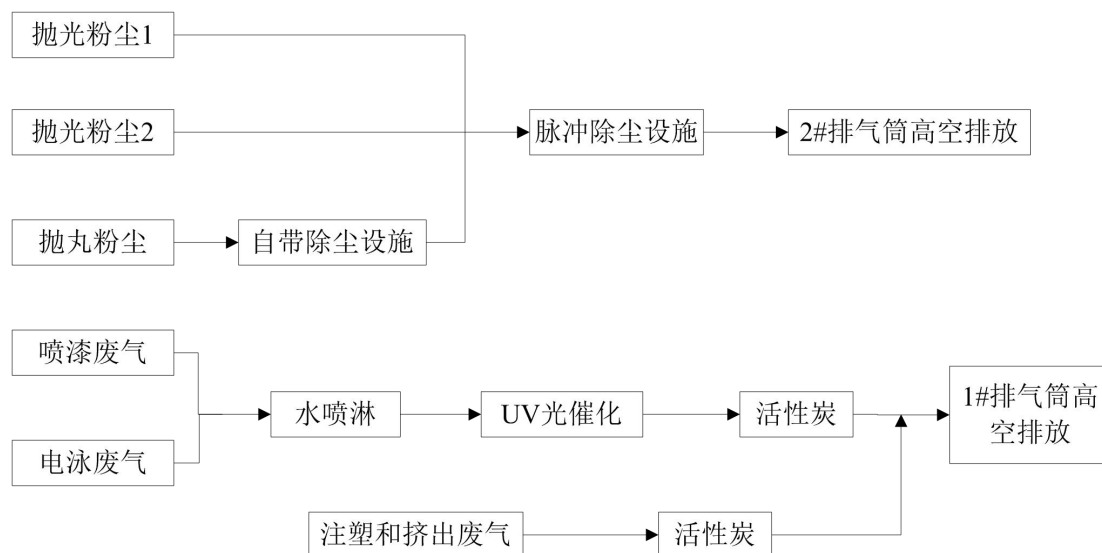 抛光粉尘1
抛光粉尘2
脉冲除尘设施
2#排气筒高空排放
抛丸粉尘
自带除尘设施
喷漆废气
水喷淋
UV光催化
活性炭
1#排气筒高
空排放
电泳废气
注塑和挤出废气
活性炭